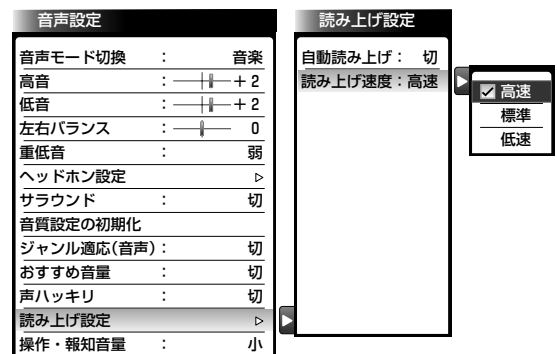 音声設定
音声モード切換 : 音楽
高音 : +2
低音 : +2
左右バランス : 0
重低音 : 弱
ヘッドホン設定
サラウンド : 切
音質設定の初期化
ジャンル適応(音声) : 切
おすすめ音量 : 切
声ハッキリ : 切
読み上げ設定
操作・報知音量 : 小
読み上げ設定
自動読み上げ : 切
読み上げ速度 : 高速
高速
標準
低速